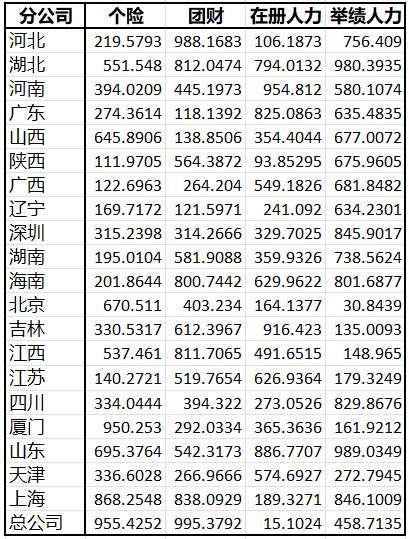 分公司 个险 团财 在册人力 举绩人力
河北 219.5793 988.1683 106.1873 756.409
湖北 551.548 812.0474 794.0132 980.3935
河南 394.0209 445.1973 954.812 580.1074
广东 274.3614 118.1392 825.0863 635.4835
山西 645.8906 138.8506 354.4044 677.0072
陕西 111.9705 564.3872 93.85295 675.9605
广西 122.6963 264.204 549.1826 681.8482
辽宁 169.7172 121.5971 241.092 634.2301
深圳 315.2398 314.2666 329.7025 845.9017
湖南 195.0104 581.9088 359.9326 738.5624
海南 201.8644 800.7442 629.9622 801.6877
北京 670.511 403.234 164.1377 30.8439
吉林 330.5317 612.3967 916.423 135.0093
江西 537.461 811.7065 491.6515 148.965
江苏 140.2721 519.7654 626.9364 179.3249
四川 334.0444 394.322 273.0526 829.8676
厦门 950.253 292.0334 365.3636 161.9212
山东 695.3764 542.3173 886.7707 989.0349
天津 336.6028 266.9666 574.6927 272.7945
上海 868.2548 838.0929 189.3271 846.1009
总公司 955.4252 995.3792 15.1024 458.7135